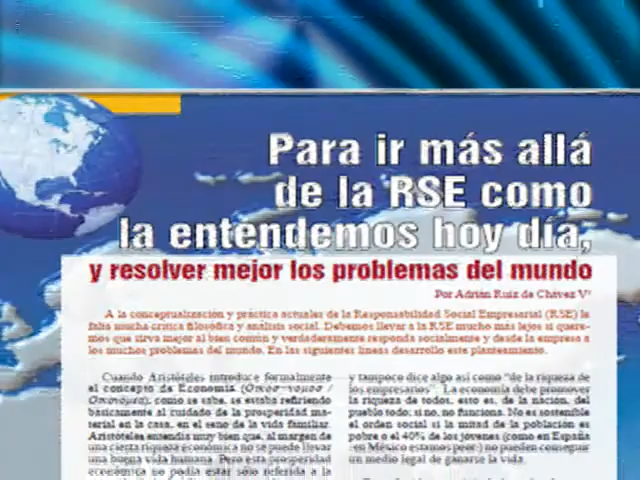 Para ir más allá
de la RSE como
la entendemos hoy día,
y resolver mejor los problemas del mundo
Por Adrián Ruiz de Chávez V
A la conceptualización y práctica actuales de la Responsabilidad Social Empresarial (RSE) le
falta mucha crítica filosófica y análisis social. Debemos llevar a la RSE mucho más lejos si quere-
mos que sirva mejor al bien común y verdaderamente responda socialmente y desde la empresa a
los muchos problemas del mundo. En las siguientes líneas desarrollo este planteamiento.
Cuando Aristóteles introduce formalmente
el concepto de Economía
básicamente al cuidado de la prosperidad ma-
terial en la casa, en el seno de la vida familiar.
Aristóteles entendía muy bien que, al margen de
una cierta riqueza económica no se puede llevar
una buena vida humana. Pero esta prosperidad
económica no podía estar sólo referida a la
y tampoco dice algo así como "de la riqueza de
los empresarios". La economía debe promover
la riqueza de todos, esto es, de la nación, del
pueblo todo; si no, no funciona. No es sostenible
el orden social si la mitad de la población es
pobre o el 40% de los jóvenes (como en España
-en México estamos peor-) no pueden conseguir
un medio legal de ganarse la vida.